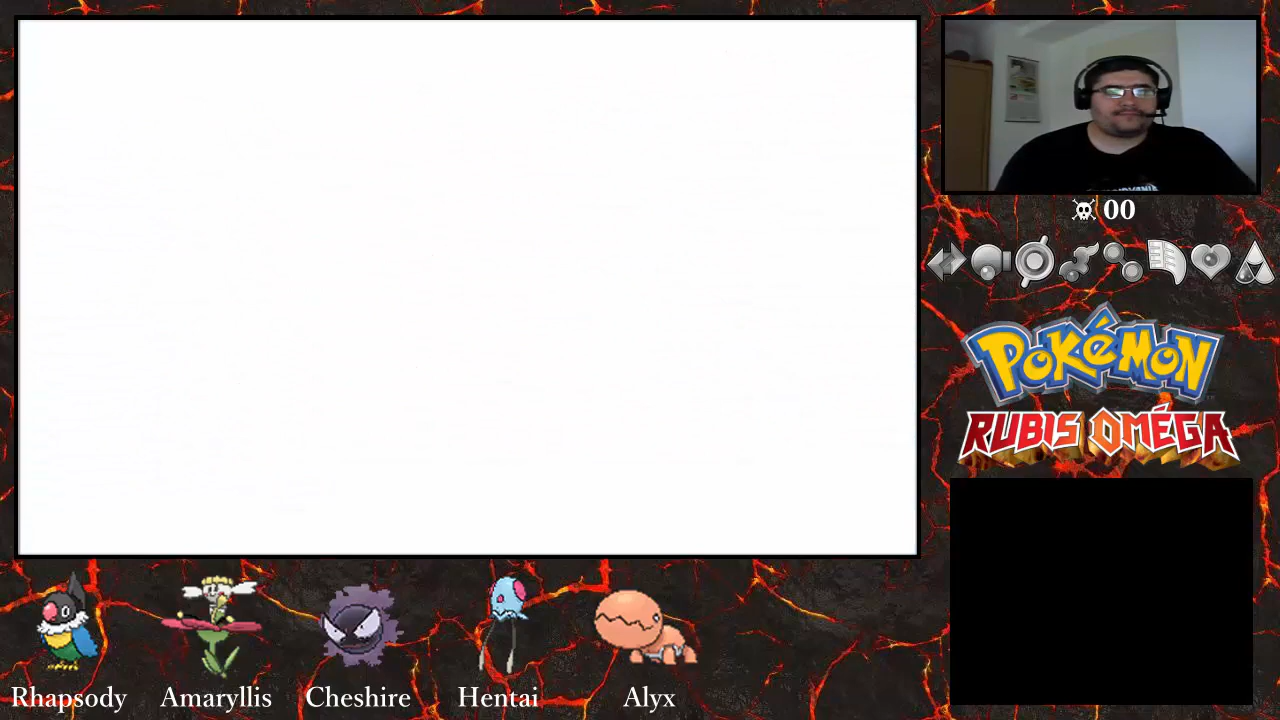 00
POKÉMON
RUBIS OMÉGA
Rhapsody Amaryllis Cheshire Hentai Alyx